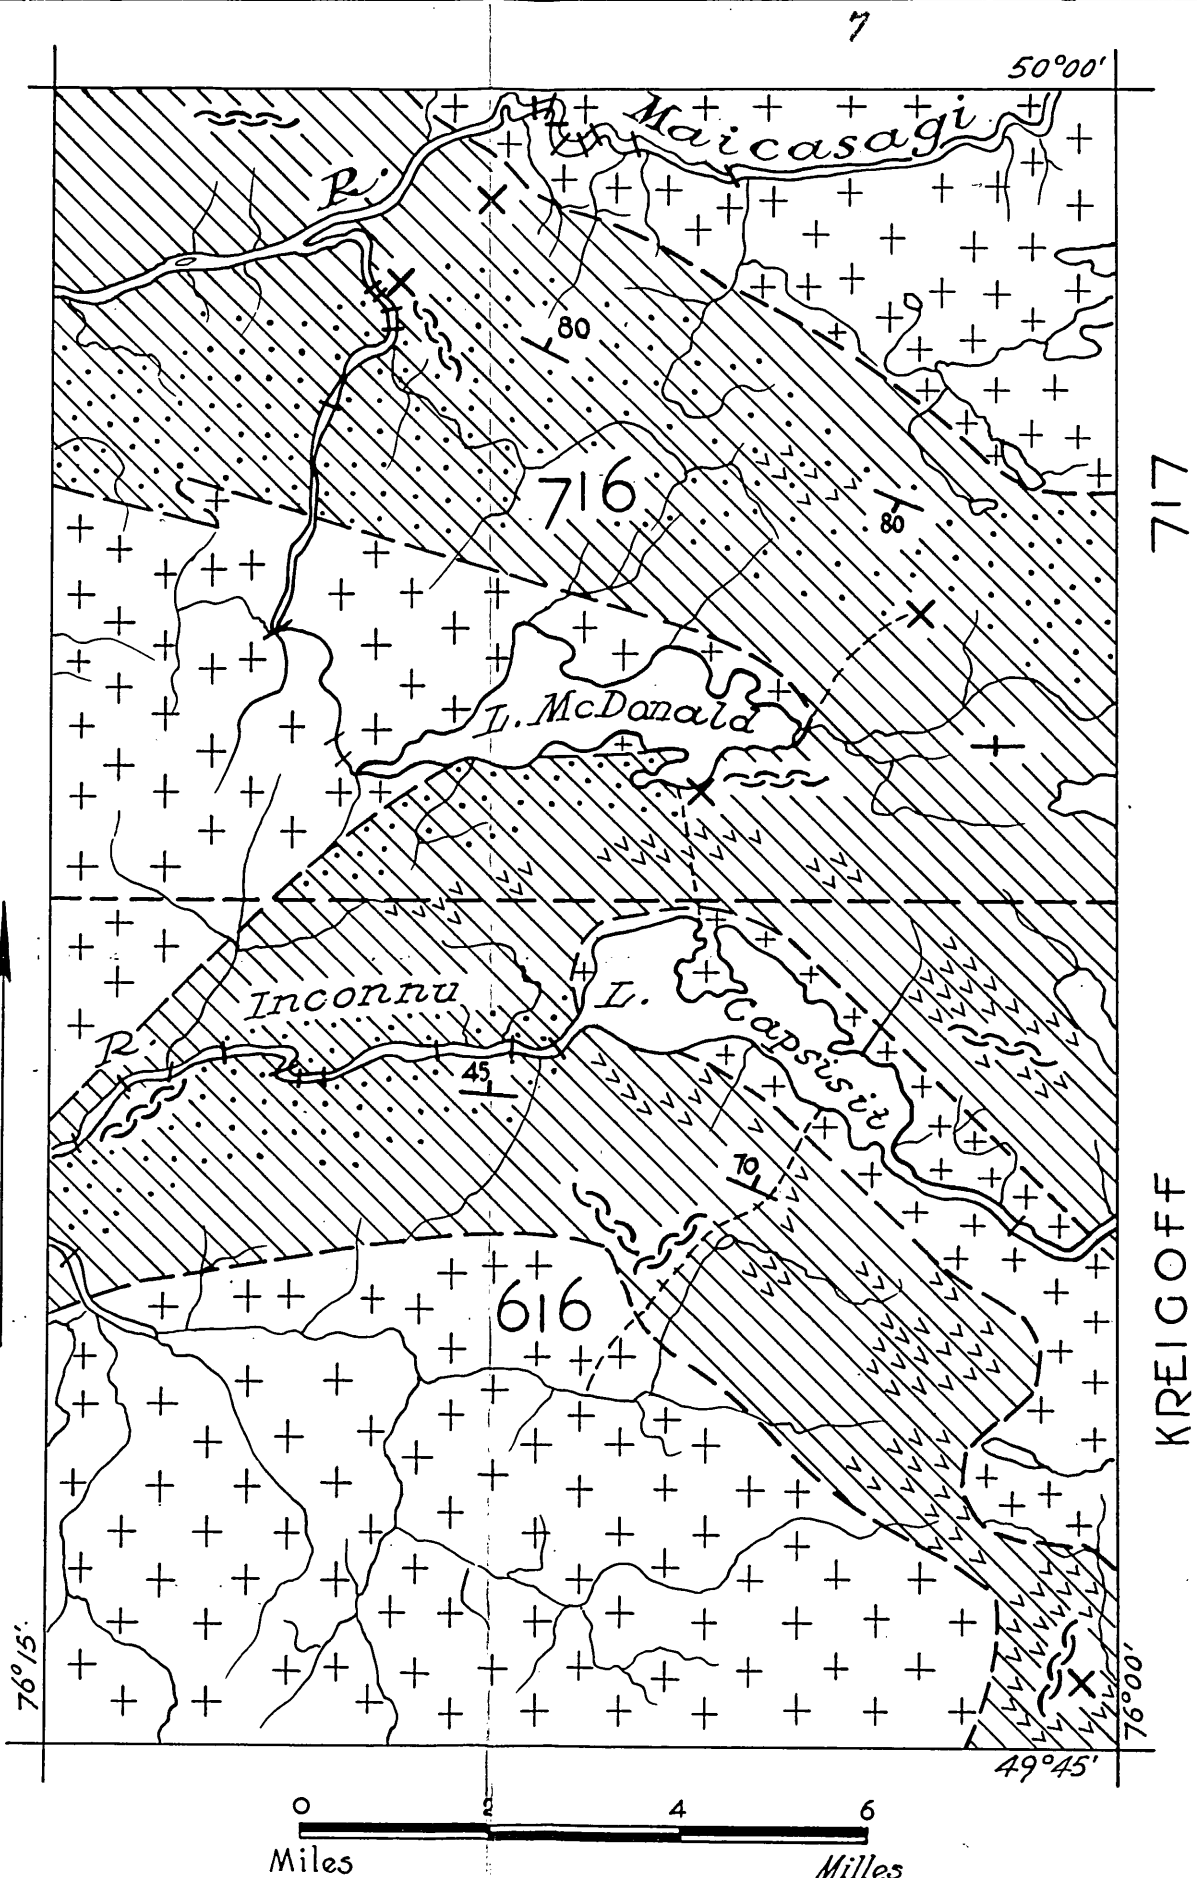 7
50°00'
Maicasagi
R.
80
716
80
717
L. McDonald
Inconnu
R.
L. Capsisit
45
70
616
KREIGOFF
76°15'
76°00'
49°45'
0 2 4 6
Miles Milles